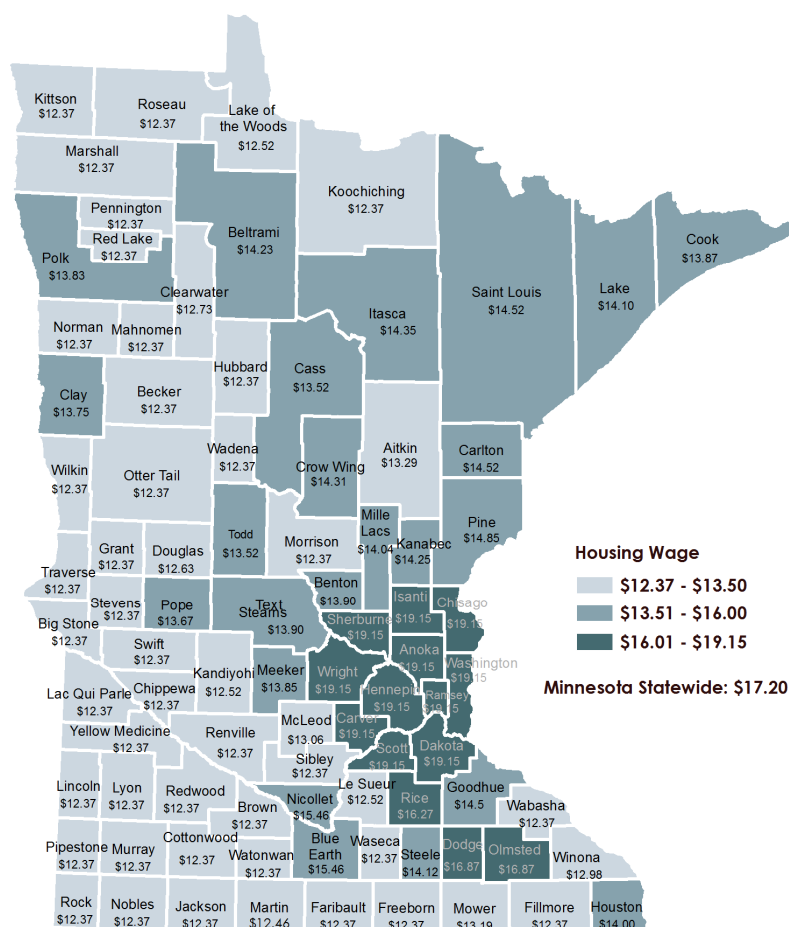 Kittson
$12.37
Roseau
$12.37
Lake of
the Woods
$12.52
Marshall
$12.37
Koochiching
$12.37
Pennington
$12.37
Red Lake
$12.37
Beltrami
$14.23
Polk
$13.83
Clearwater
$12.73
Cook
$13.87
Saint Louis
$14.52
Lake
$14.10
Itasca
$14.35
Norman
$12.37
Mahnomen
$12.37
Hubbard
$12.37
Cass
$13.52
Clay
$13.75
Becker
$12.37
Wadena
$12.37
Crow Wing
$14.31
Aitkin
$13.29
Carlton
$14.52
Wilkin
$12.37
Otter Tail
$12.37
Todd
$13.52
Morrison
$12.37
Mille
Lacs
$14.04
Kanabec
$14.25
Pine
$14.85
Grant
$12.37
Douglas
$12.63
Traverse
$12.37
Stevens
$12.37
Pope
$13.67
Text
Stearns
$13.90
Benton
$13.90
Sherburne
$19.15
Isanti
$19.15
Chisago
$19.15
Big Stone
$12.37
Swift
$12.37
Kandiyohi
$12.52
Meeker
$13.85
Wright
$19.15
Anoka
$19.15
Washington
$19.15
Hennepin
$19.15
Ramsey
$19.15
Lac Qui Parle
$12.37
Chippewa
$12.37
Yellow Medicine
$12.37
Renville
$12.37
McLeod
$13.06
Carver
$19.15
Scott
$19.15
Dakota
$19.15
Sibley
$12.37
Lincoln
$12.37
Lyon
$12.37
Redwood
$12.37
Brown
$12.37
Nicollet
$15.46
Le Sueur
$12.52
Rice
$16.27
Goodhue
$14.5
Wabasha
$12.37
Pipestone
$12.37
Murray
$12.37
Cottonwood
$12.37
Watonwan
$12.37
Blue
Earth
$15.46
Waseca
$12.37
Steele
$14.12
Dodge
$16.87
Olmsted
$16.87
Winona
$12.98
Rock
$12.37
Nobles
$12.37
Jackson
$12.37
Martin
$12.46
Faribault
$12.37
Freeborn
$12.37
Mower
$13.19
Fillmore
$12.37
Houston
$14.00
Housing Wage
$12.37 - $13.50
$13.51 - $16.00
$16.01 - $19.15
Minnesota Statewide: $17.20